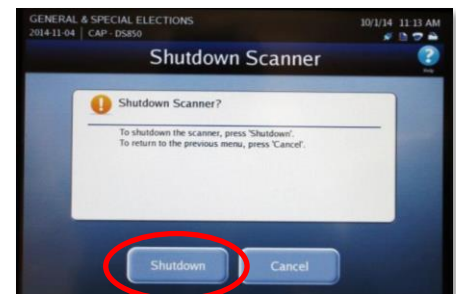 GENERAL & SPECIAL ELECTIONS
10/1/14 11:13 AM
2014-11-04 | CAP - DS850
Shutdown Scanner
Help
Shutdown Scanner?
To shutdown the scanner, press 'Shutdown'.
To return to the previous menu, press 'Cancel'.
Shutdown
Cancel